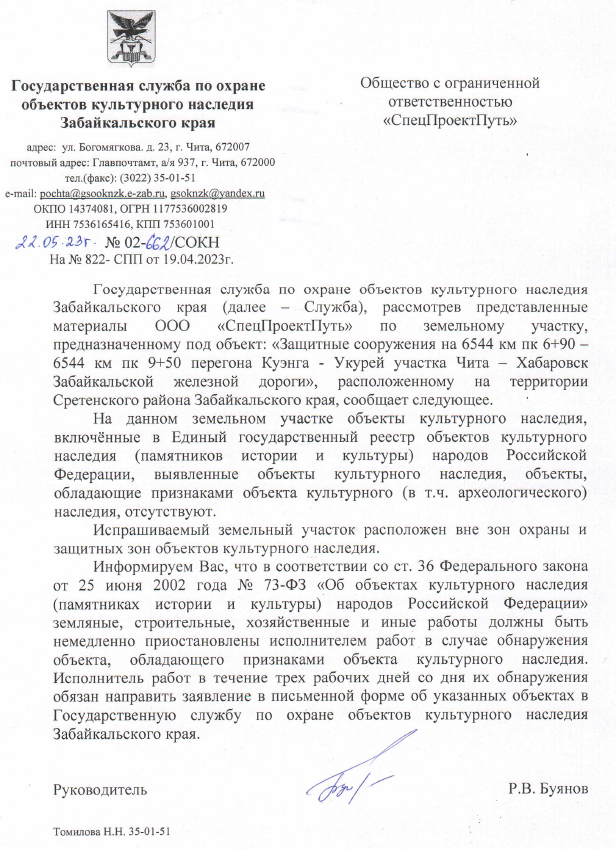 Государственная служба по охране
объектов культурного наследия
Забайкальского края
адрес: ул. Богомягкова. д. 23, г. Чита, 672007
почтовый адрес: Главпочтамт, а/я 937, г. Чита, 672000
тел.(факс): (3022) 35-01-51
e-mail: pochta@gsooknzk.e-zab.ru, gsoknzk@yandex.ru
ОКПО 14374081, ОГРН 1177536002819
ИНН 7536165416, КПП 753601001
22.05.23г. № 02-662/СОКН
На № 822- СПП от 19.04.2023г.
Общество с ограниченной
ответственностью
«СпецПроектПуть»
Государственная служба по охране объектов культурного наследия
Забайкальского края (далее – Служба), рассмотрев представленные
материалы ООО «СпецПроектПуть» по земельному участку,
предназначенному под объект: «Защитные сооружения на 6544 км пк 6+90 –
6544 км пк 9+50 перегона Куэнга - Укурей участка Чита – Хабаровск
Забайкальской железной дороги», расположенному на территории
Сретенского района Забайкальского края, сообщает следующее.
На данном земельном участке объекты культурного наследия,
включённые в Единый государственный реестр объектов культурного
наследия (памятников истории и культуры) народов Российской
Федерации, выявленные объекты культурного наследия, объекты,
обладающие признаками объекта культурного (в т.ч. археологического)
наследия, отсутствуют.
Испрашиваемый земельный участок расположен вне зон охраны и
защитных зон объектов культурного наследия.
Информируем Вас, что в соответствии со ст. 36 Федерального закона
от 25 июня 2002 года № 73-ФЗ «Об объектах культурного наследия
(памятниках истории и культуры) народов Российской Федерации»
земляные, строительные, хозяйственные и иные работы должны быть
немедленно приостановлены исполнителем работ в случае обнаружения
объекта, обладающего признаками объекта культурного наследия.
Исполнитель работ в течение трех рабочих дней со дня их обнаружения
обязан направить заявление в письменной форме об указанных объектах в
Государственную службу по охране объектов культурного наследия
Забайкальского края.
Руководитель Р.В. Буянов
Томилова Н.Н. 35-01-51